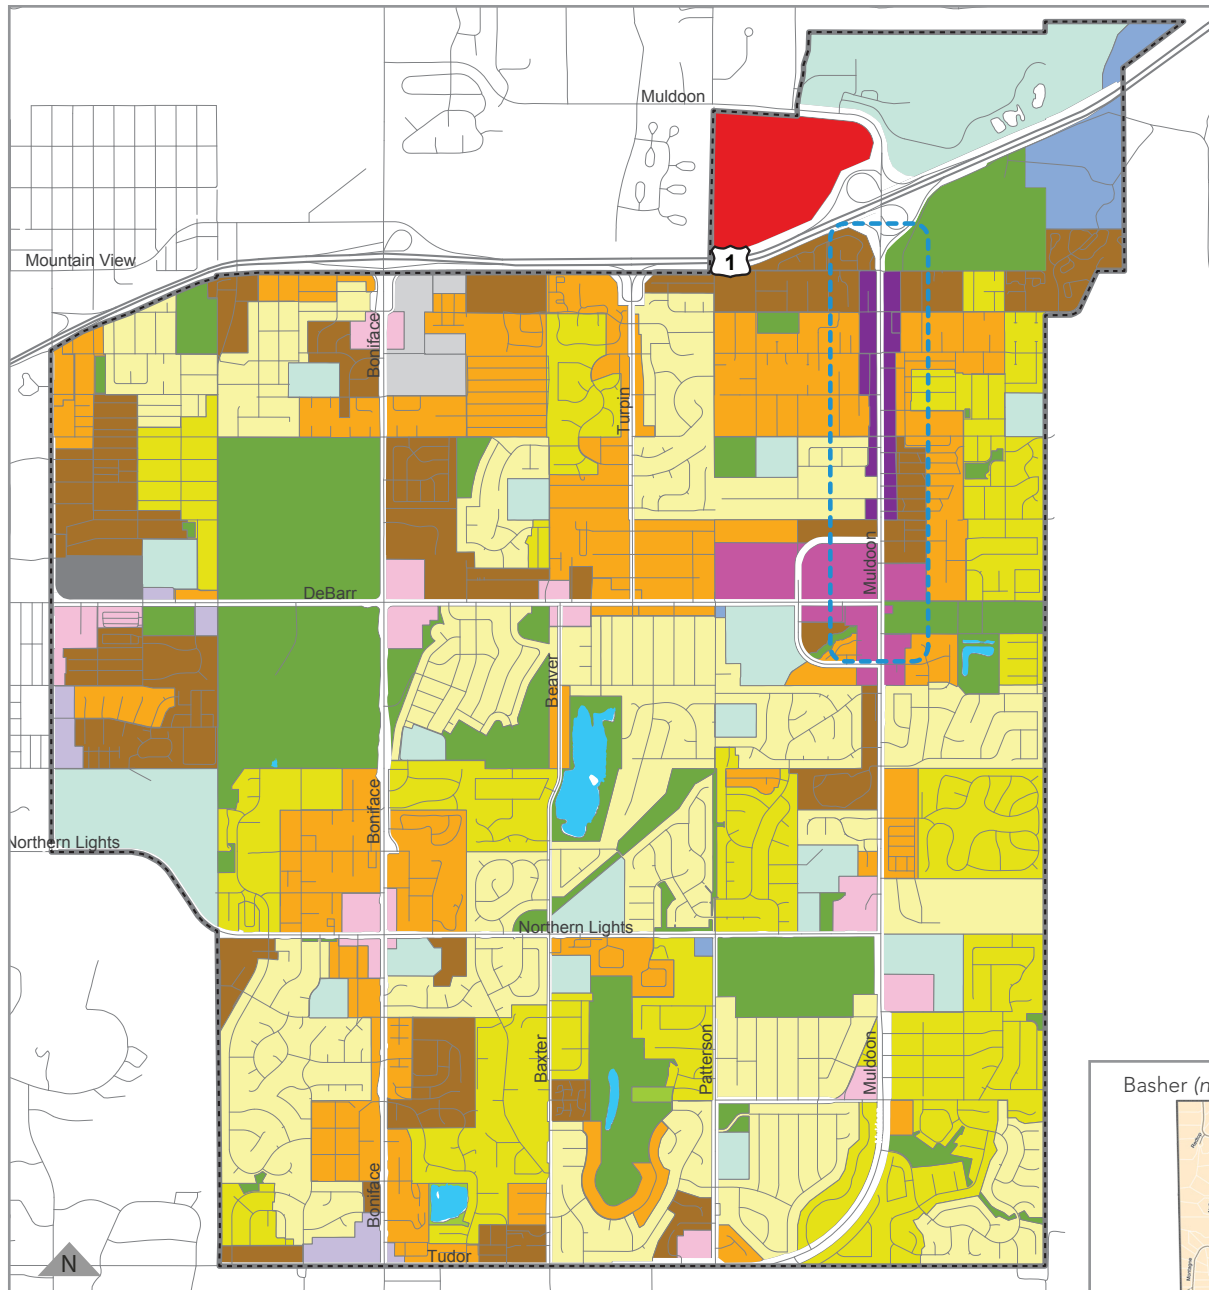 Muldoon
Mountain View
1
Boniface
Turpin
Muldoon
DeBarr
Beaver
Boniface
Northern Lights
Northern Lights
Baxter
Patterson
Muldoon
Basher (n
Boniface
Tudor
N